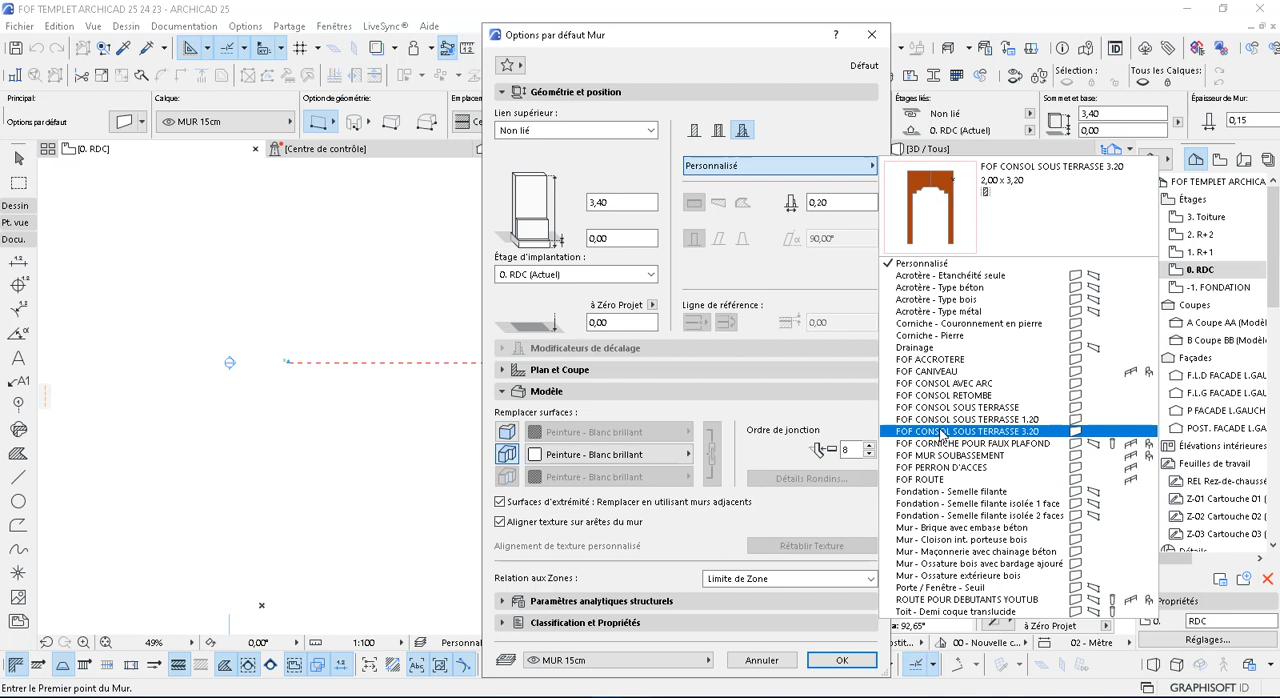 FOF TEMPLET ARCHICAD 25 24 23 - ARCHICAD 25
Fichier Edition Vue Dessin Documentation Options Partage Fenêtres LiveSync® Aide
Principal:
Options par défaut
Calque:
MUR 15cm
Option de géométrie:
Em place
Ce
[0. RDC]
[Centre de contrôle]
Dessin
Pt. vue
Docu.
Options par défaut Mur
?
Défaut
Géométrie et position
Lien supérieur :
Non lié
Personnalisé
3,40
0,20
0,00
90,00°
Étage d'implantation :
0. RDC (Actuel)
à Zéro Projet
Ligne de référence :
0,00
0,00
Modificateurs de décalage
Plan et Coupe
Modèle
Remplacer surfaces :
Peinture - Blanc brillant
Peinture - Blanc brillant
Peinture - Blanc brillant
Ordre de jonction
8
Détails Rondins...
Surfaces d'extrémité : Remplacer en utilisant murs adjacents
Aligner texture sur arêtes du mur
Alignement de texture personnalisé
Rétablir Texture
Relation aux Zones :
Limite de Zone
Paramètres analytiques structurels
Classification et Propriétés
MUR 15cm
Annuler
OK
Sélection :
Tous les Calques:
Étages liés:
Non lié
0. RDC (Actuel)
Som m et et base:
3,40
0,00
Épaisseur de Mur:
0,15
[3D / Tous]
FOF CONSOL SOUS TERRASSE 3.20
2,00 x 3,20
Personnalisé
Acrotère - Etanchéité seule
Acrotère - Type béton
Acrotère - Type bois
Acrotère - Type métal
Corniche - Couronnement en pierre
Corniche - Pierre
Drainage
FOF ACCROTERE
FOF CANIVEAU
FOF CONSOL AVEC ARC
FOF CONSOL RETOMBE
FOF CONSOL SOUS TERRASSE
FOF CONSOL SOUS TERRASSE 1.20
FOF CONSOL SOUS TERRASSE 3.20
FOF CORNICHE POUR FAUX PLAFOND
FOF MUR SOUBASSEMENT
FOF PERRON D'ACCES
FOF ROUTE
Fondation - Semelle filante
Fondation - Semelle filante isolée 1 face
Fondation - Semelle filante isolée 2 faces
Mur - Brique avec embase béton
Mur - Cloison int. porteuse bois
Mur - Maçonnerie avec chainage béton
Mur - Ossature bois avec bardage ajouré
Mur - Ossature extérieure bois
Porte / Fenêtre - Seuil
ROUTE POUR DEBUTANTS YOUTUB
Toit - Demi coque translucide
FOF TEMPLET ARCHICA
Étages
3. Toiture
2. R+2
1. R+1
0. RDC
-1. FONDATION
Coupes
A Coupe AA (Modèl
B Coupe BB (Modèl
Façades
F.L.D FACADE L.GAU
F.L.G FACADE L.GAU
P FACADE L.GAUCH
POST. FACADE L.GA
Élévations intérieures
Feuilles de travail
REL Rez-de-chaussé
Z-01 Cartouche 01 (
Z-02 Cartouche 02 (
Z-03 Cartouche 03 (
Détails
Propriétés
0.
RDC
Réglages...
49%
0,00°
1:100
Personnal
: 92,65°
à Zéro Projet
00 - Nouvelle c...
02 - Mètre
Entrer le Premier point du Mur.
GRAPHISOFT ID